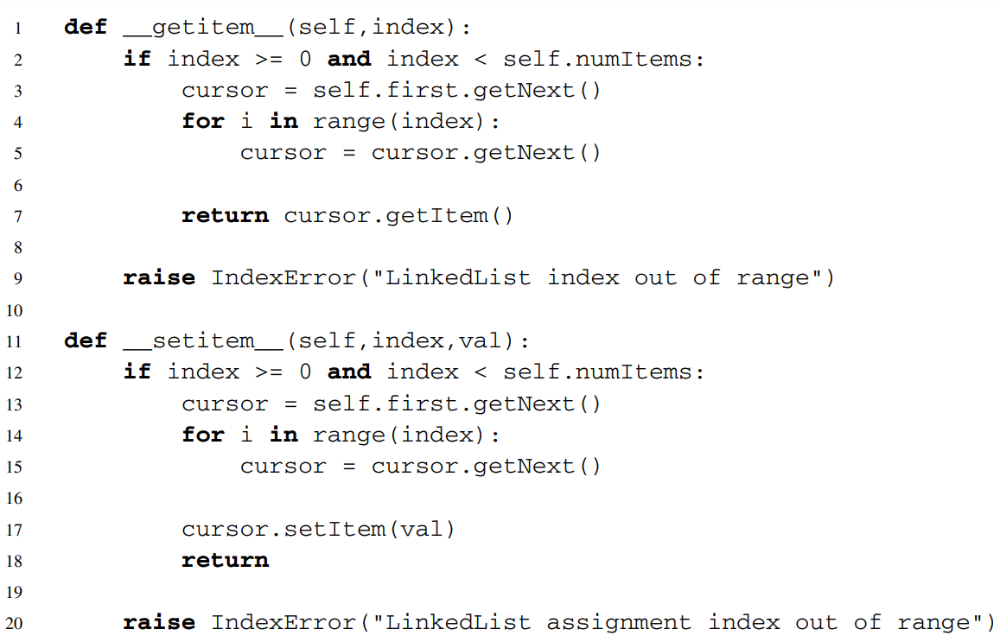 1 def __getitem__(self,index):
2 if index >= 0 and index < self.numItems:
3 cursor = self.first.getNext()
4 for i in range(index):
5 cursor = cursor.getNext()
6
7 return cursor.getItem()
8
9 raise IndexError("LinkedList index out of range")
10
11 def __setitem__(self,index,val):
12 if index >= 0 and index < self.numItems:
13 cursor = self.first.getNext()
14 for i in range(index):
15 cursor = cursor.getNext()
16
17 cursor.setItem(val)
18 return
19
20 raise IndexError("LinkedList assignment index out of range")